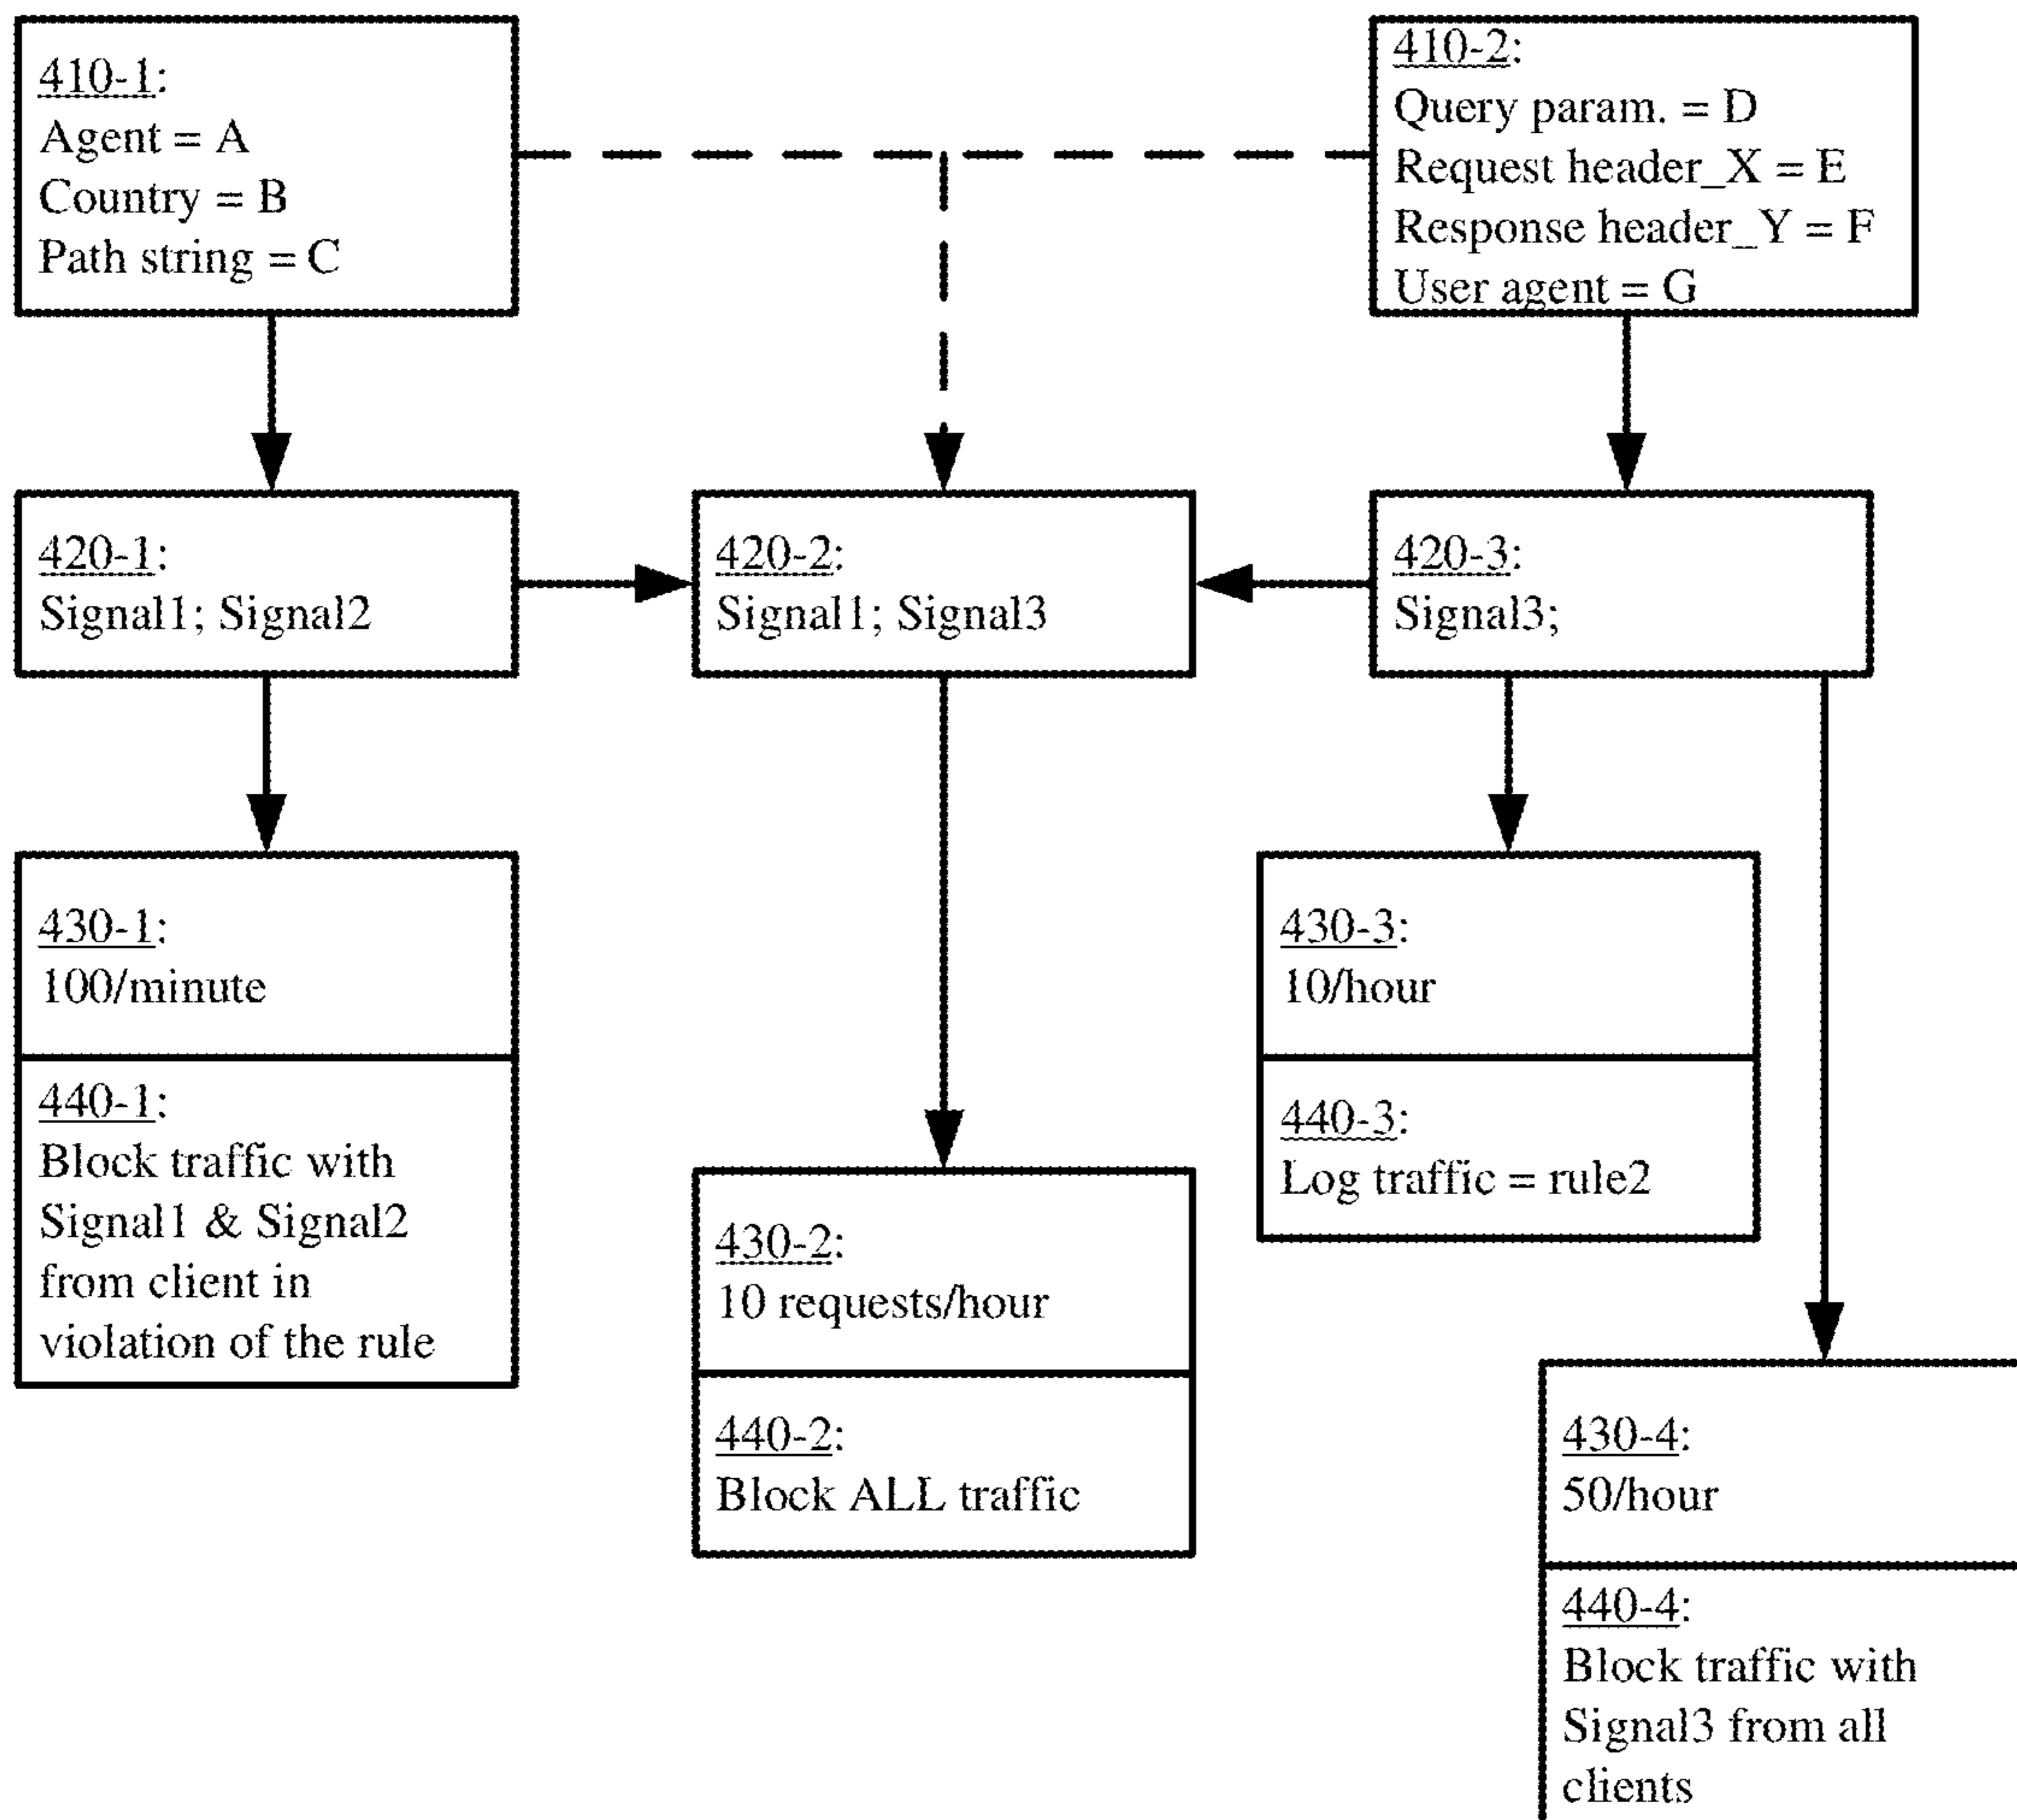 410-1:
Agent = A
Country = B
Path string = C
410-2:
Query param. = D
Request header_X = E
Response header_Y = F
User agent = G
420-1:
Signal1; Signal2
420-2:
Signal1; Signal3
420-3:
Signal3;
430-1:
100/minute
440-1:
Block traffic with
Signal1 & Signal2
from client in
violation of the rule
430-2:
10 requests/hour
440-2:
Block ALL traffic
430-3:
10/hour
440-3:
Log traffic = rule2
430-4:
50/hour
440-4:
Block traffic with
Signal3 from all
clients